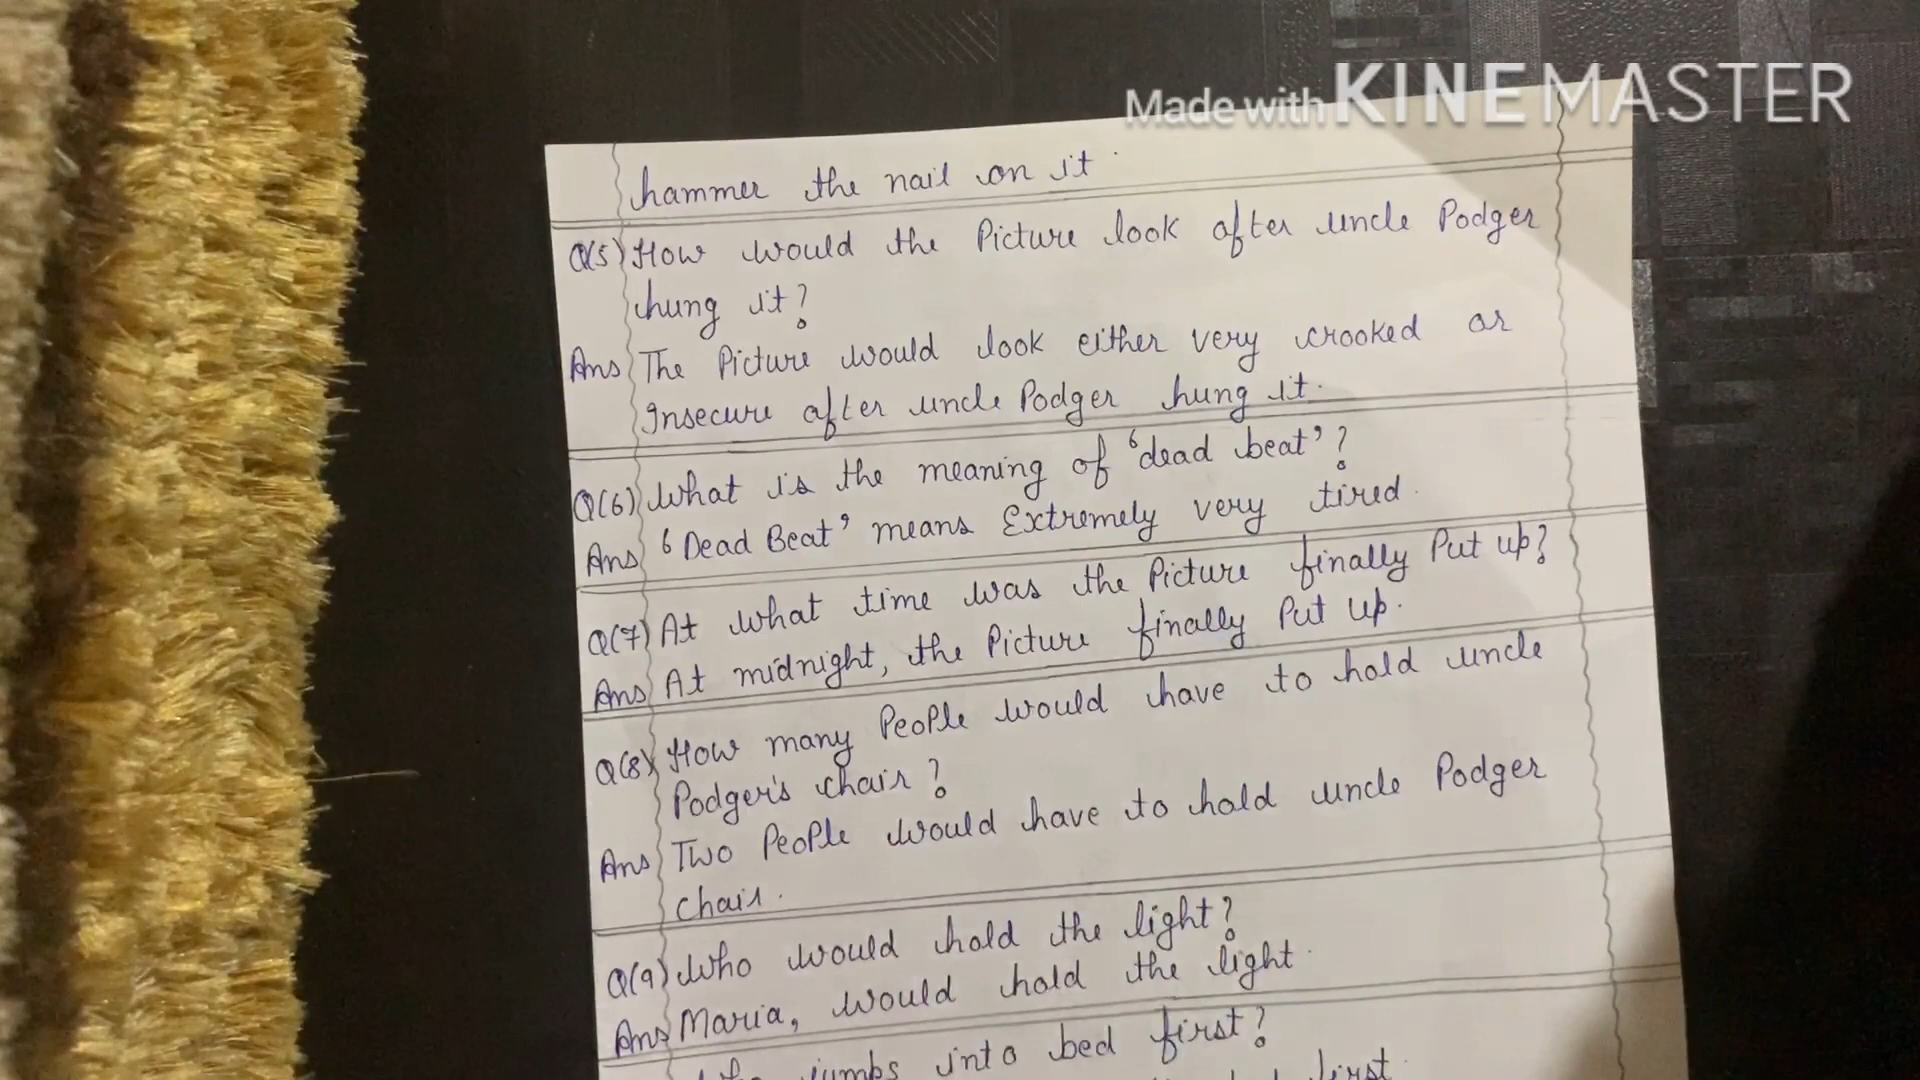 Made with KINEMASTER
hammer the nail on it
Q(5) How would the Picture look after uncle Podger
hung it?
Ans The Picture would look either very crooked or
Insecure after uncle Podger hung it.
Q(6) What is the meaning of 'dead beat'?
Ans 'Dead Beat' means Extremely very tired.
Q(7) At what time was the Picture finally Put up?
Ans At midnight, the Picture finally Put up.
Q(8) How many People would have to hold uncle
Podger's chair?
Ans Two People would have to hold uncle Podger
chair.
Q(9) Who would hold the light?
Ans Maria, would hold the light.
jumbs into bed first?
first.